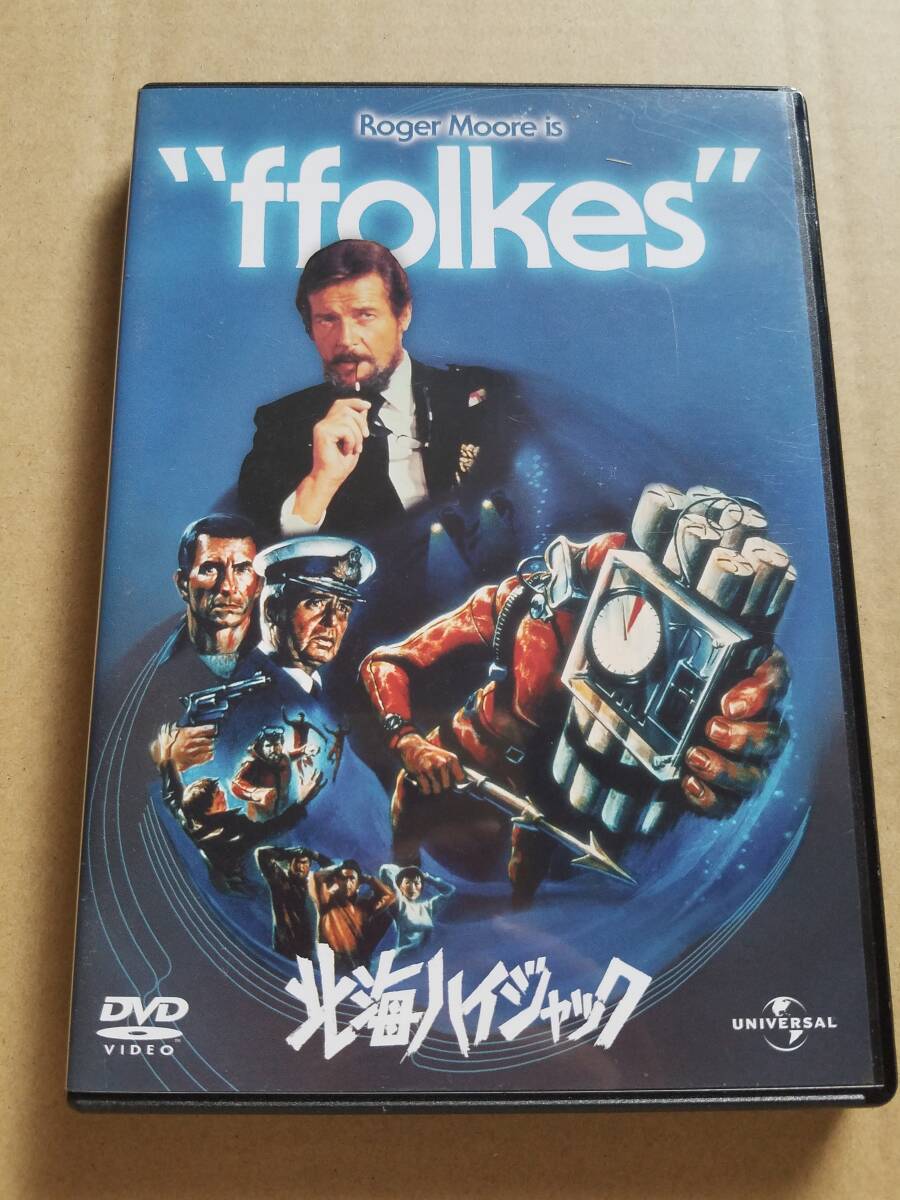 Roger Moore is
"ffolkes"
北海ハイジャック
DVD
VIDEO
UNIVERSAL